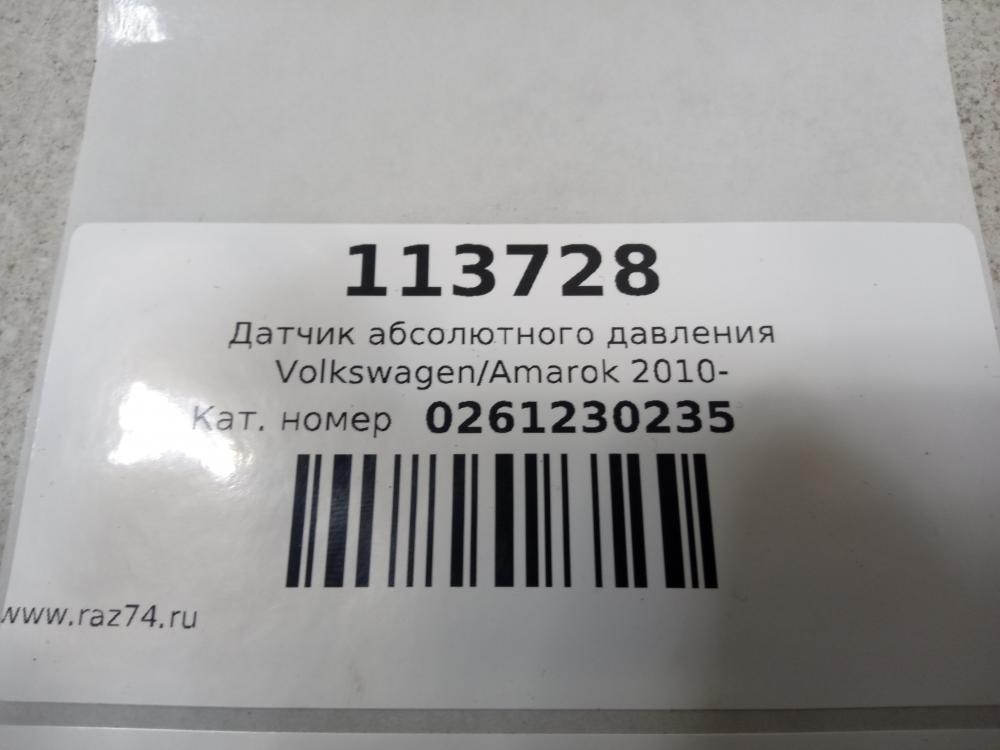 113728
Датчик абсолютного давления
Volkswagen/Amarok 2010-
Кат. номер 0261230235
www.raz74.ru